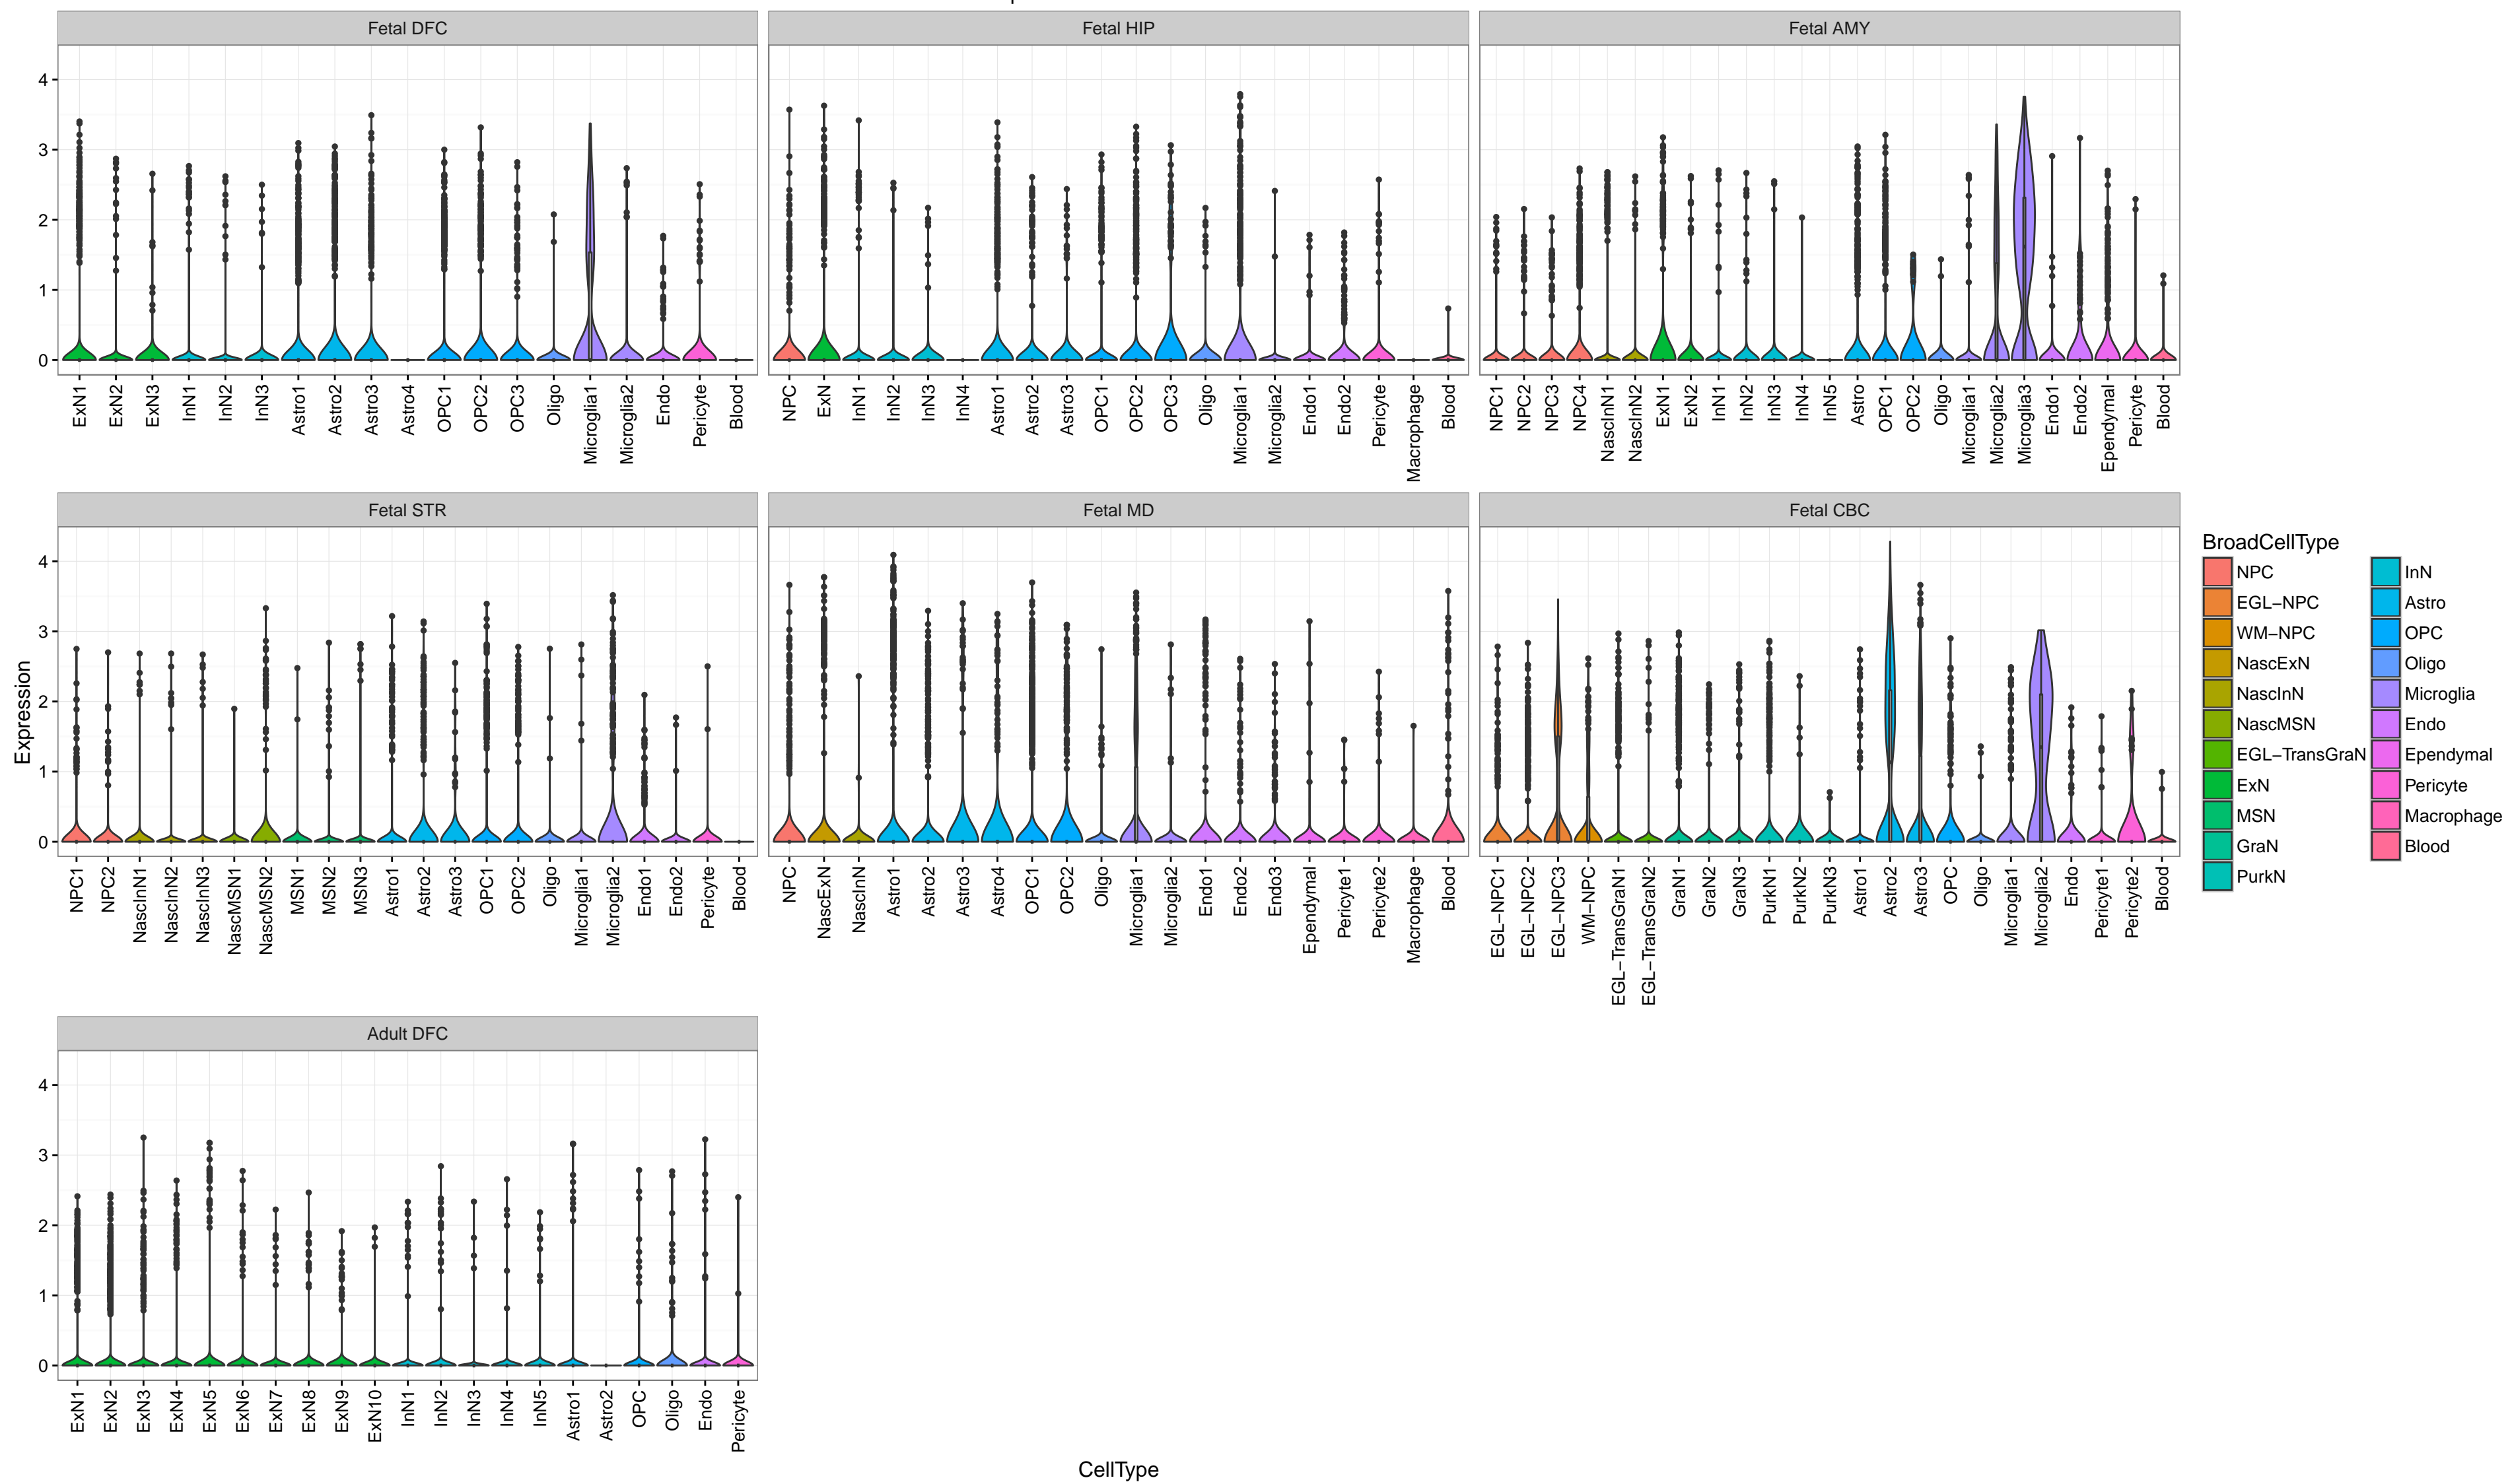 Fetal DFC Fetal HIP Fetal AMY
4
3
2
1
0
ExN1 ExN2 ExN3 InN1 InN2 InN3 Astro1 Astro2 Astro3 Astro4 OPC1 OPC2 OPC3 Oligo Microglia1 Microglia2 Endo Pericyte Blood
NPC ExN InN1 InN2 InN3 InN4 Astro1 Astro2 Astro3 OPC1 OPC2 OPC3 Oligo Microglia1 Microglia2 Endo1 Endo2 Pericyte Macrophage Blood
NPC1 NPC2 NPC3 NPC4 NascInN1 NascInN2 ExN1 ExN2 InN1 InN2 InN3 InN4 InN5 Astro OPC1 OPC2 Oligo Microglia1 Microglia2 Microglia3 Endo1 Endo2 Ependymal Pericyte Blood
Fetal STR Fetal MD Fetal CBC
4
3
2
1
0
Expression
NPC1 NPC2 NascInN1 NascInN2 NascInN3 NascMSN1 NascMSN2 MSN1 MSN2 MSN3 Astro1 Astro2 Astro3 OPC1 OPC2 Oligo Microglia1 Microglia2 Endo1 Endo2 Pericyte Blood
NPC NascExN NascInN Astro1 Astro2 Astro3 Astro4 OPC1 OPC2 Oligo Microglia1 Microglia2 Endo1 Endo2 Endo3 Ependymal Pericyte1 Pericyte2 Macrophage Blood
EGL−NPC1 EGL−NPC2 EGL−NPC3 WM−NPC EGL−TransGraN1 EGL−TransGraN2 GraN1 GraN2 GraN3 PurkN1 PurkN2 PurkN3 Astro1 Astro2 Astro3 OPC Oligo Microglia1 Microglia2 Endo Pericyte1 Pericyte2 Blood
BroadCellType
NPC InN
EGL−NPC Astro
WM−NPC OPC
NascExN Oligo
NascInN Microglia
NascMSN Endo
EGL−TransGraN Ependymal
ExN Pericyte
MSN Macrophage
GraN Blood
PurkN
Adult DFC
4
3
2
1
0
ExN1 ExN2 ExN3 ExN4 ExN5 ExN6 ExN7 ExN8 ExN9 ExN10 InN1 InN2 InN3 InN4 InN5 Astro1 Astro2 OPC Oligo Endo Pericyte
CellType